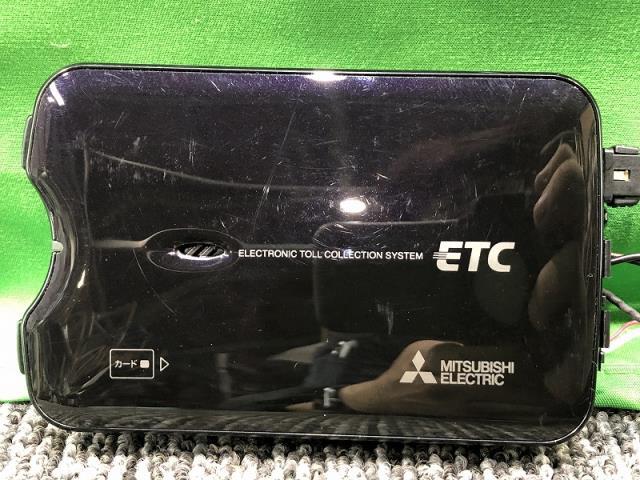 ELECTRONIC TOLL COLLECTION SYSTEM
ETC
カード
MITSUBISHI
ELECTRIC